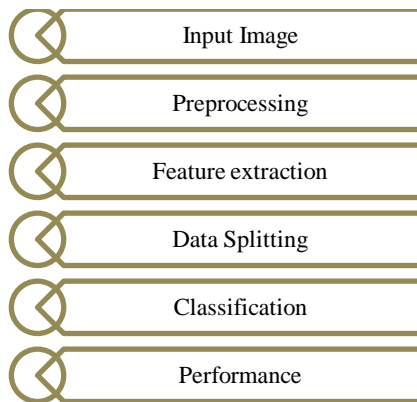 Input Image
Preprocessing
Feature extraction
Data Splitting
Classification
Performance